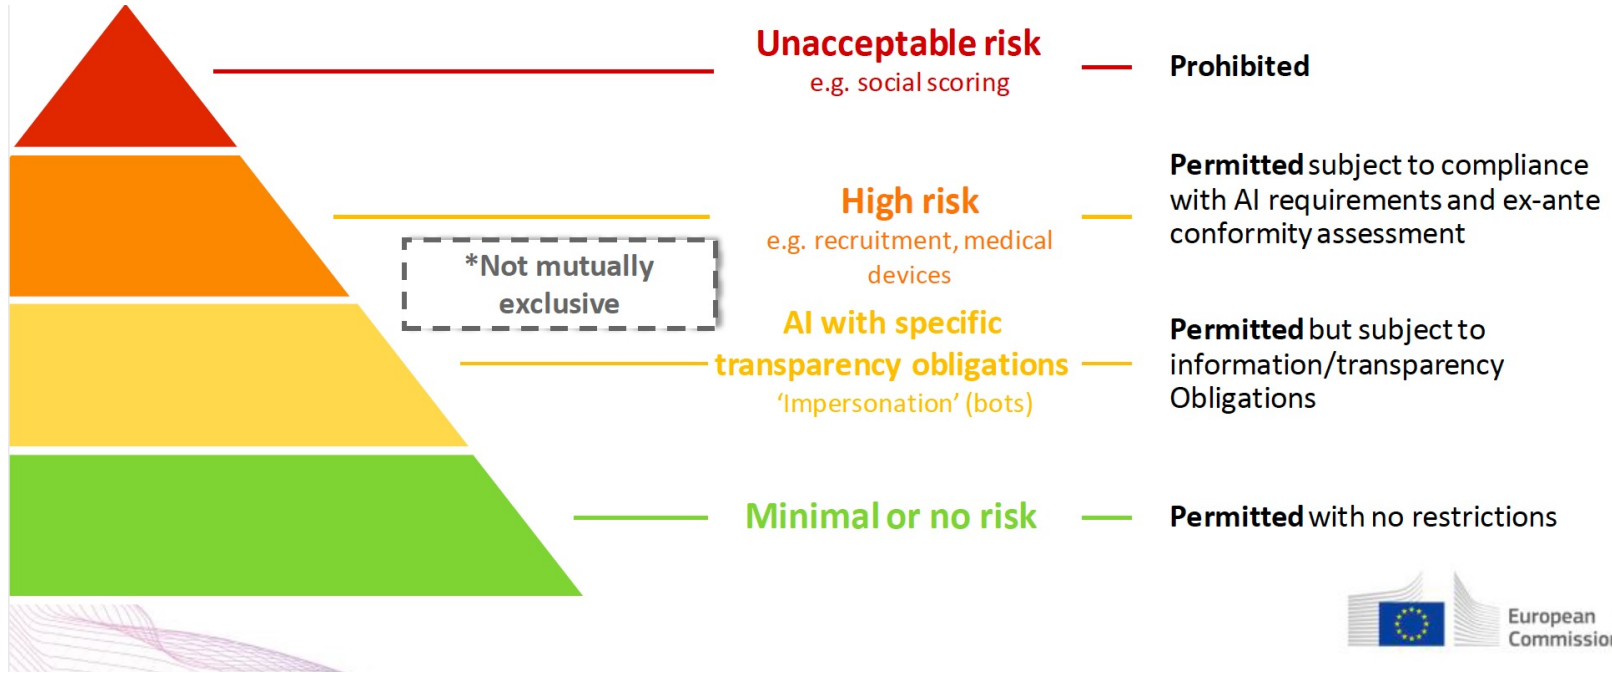 Unacceptable risk
e.g. social scoring
Prohibited
High risk
e.g. recruitment, medical
devices
Permitted subject to compliance
with AI requirements and ex-ante
conformity assessment
*Not mutually
exclusive
AI with specific
transparency obligations
‘Impersonation’ (bots)
Permitted but subject to
information/transparency
Obligations
Minimal or no risk
Permitted with no restrictions
European
Commission